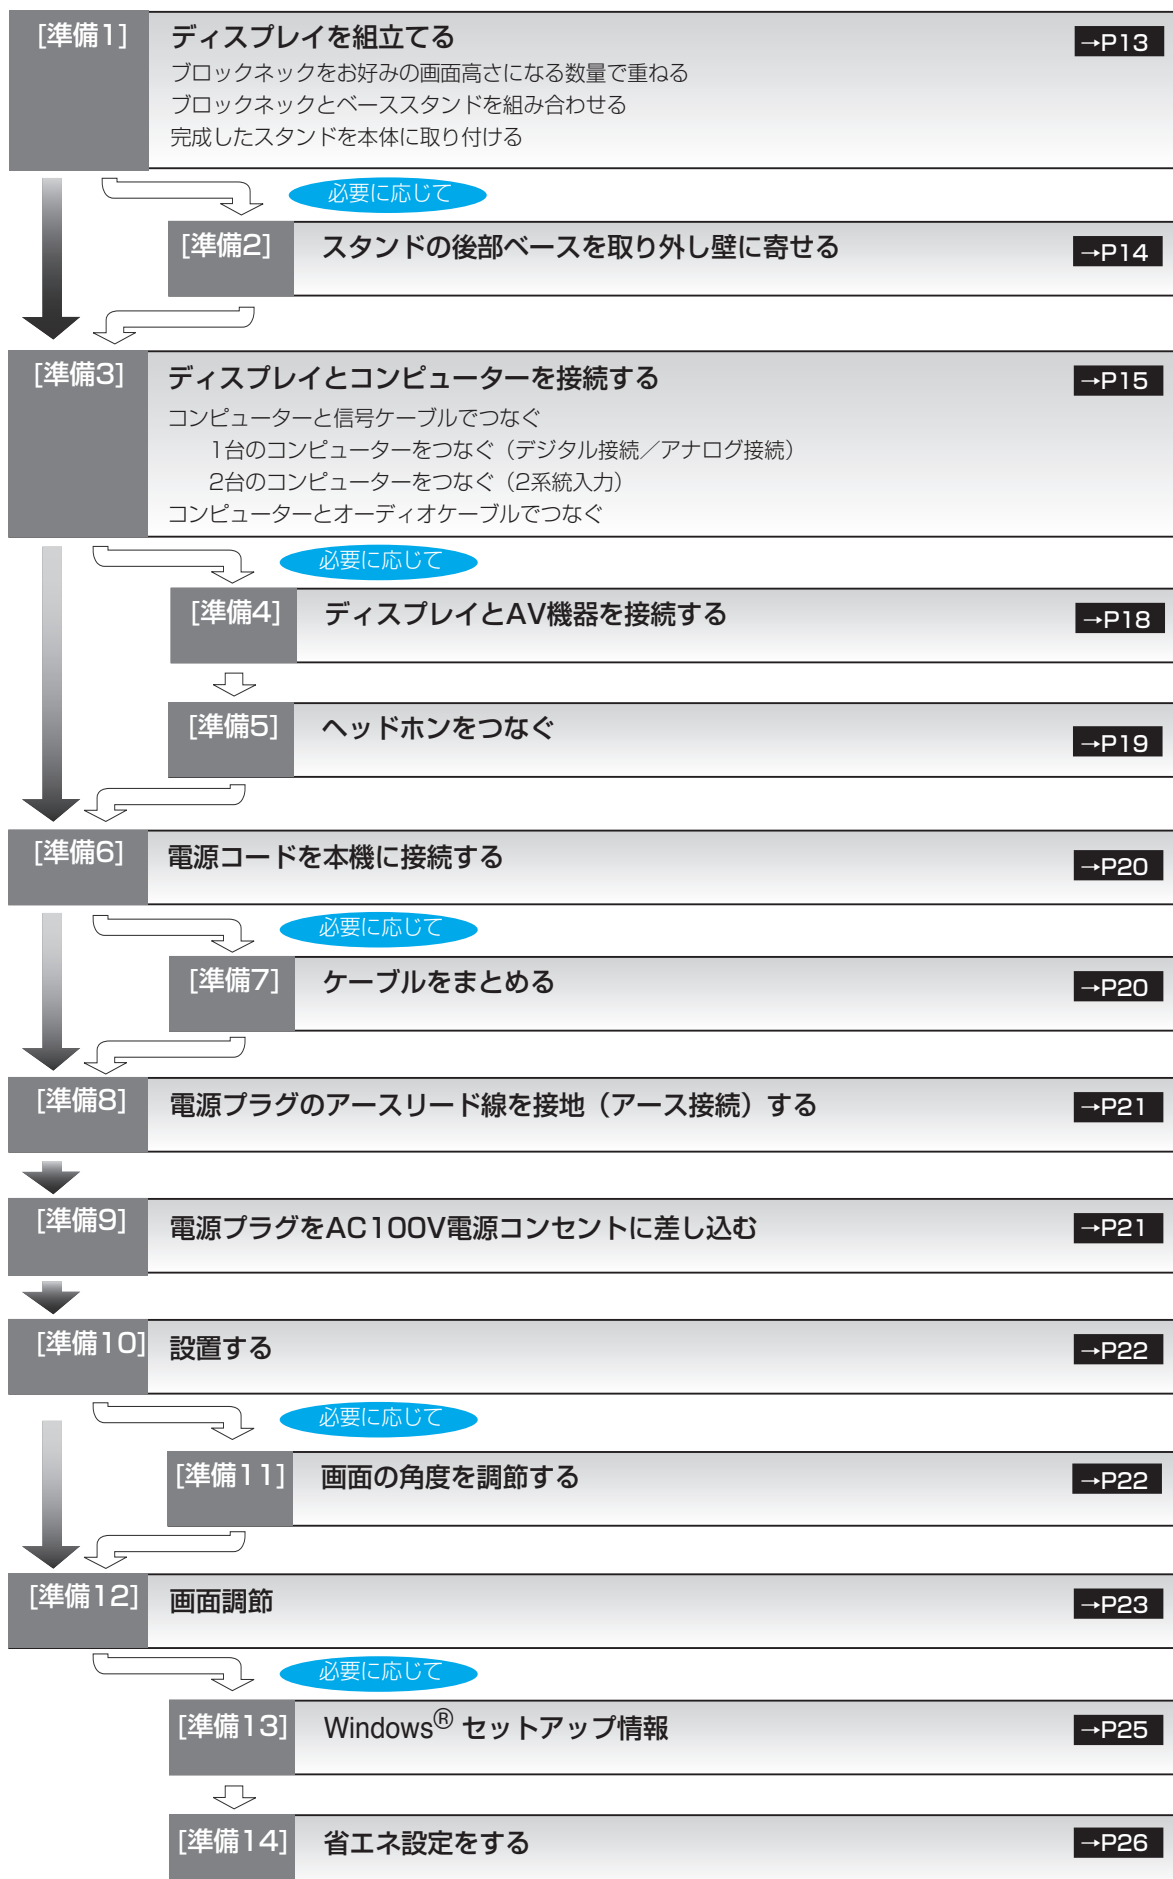 [準備1] ディスプレイを組立てる →P13
ブロックネックをお好みの画面高さになる数量で重ねる
ブロックネックとベーススタンドを組み合わせる
完成したスタンドを本体に取り付ける
必要に応じて
[準備2] スタンドの後部ベースを取り外し壁に寄せる →P14
[準備3] ディスプレイとコンピューターを接続する →P15
コンピューターと信号ケーブルでつなぐ
1台のコンピューターをつなぐ（デジタル接続／アナログ接続）
2台のコンピューターをつなぐ（2系統入力）
コンピューターとオーディオケーブルでつなぐ
必要に応じて
[準備4] ディスプレイとAV機器を接続する →P18
[準備5] ヘッドホンをつなぐ →P19
[準備6] 電源コードを本機に接続する →P20
必要に応じて
[準備7] ケーブルをまとめる →P20
[準備8] 電源プラグのアースリード線を接地（アース接続）する →P21
[準備9] 電源プラグをAC100V電源コンセントに差し込む →P21
[準備10] 設置する →P22
必要に応じて
[準備11] 画面の角度を調節する →P22
[準備12] 画面調節 →P23
必要に応じて
[準備13] Windows® セットアップ情報 →P25
[準備14] 省エネ設定をする →P26